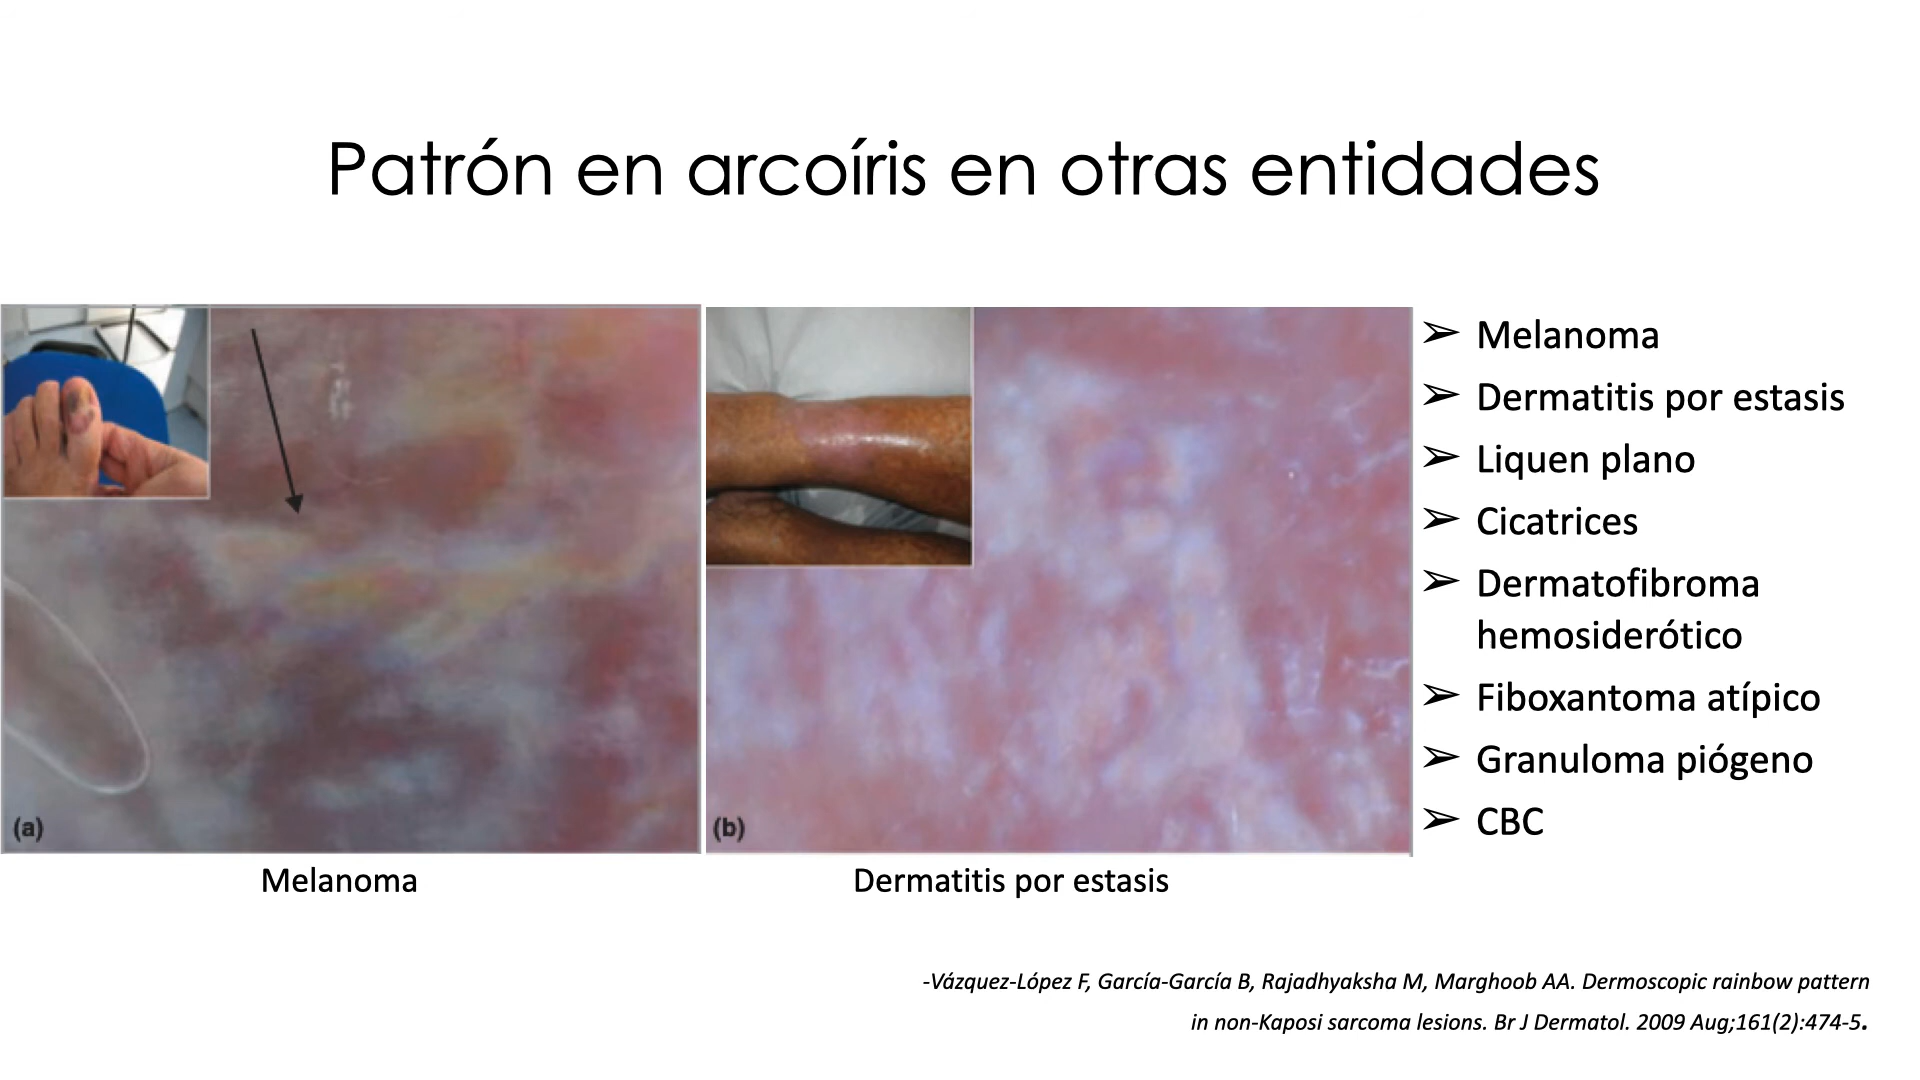 Patrón en arcoíris en otras entidades
➢ Melanoma
➢ Dermatitis por estasis
➢ Liquen plano
➢ Cicatrices
➢ Dermatofibroma
hemosiderótico
➢ Fiboxantoma atípico
➢ Granuloma piógeno
➢ CBC
(a)
(b)
Melanoma
Dermatitis por estasis
-Vázquez-López F, García-García B, Rajadhyaksha M, Marghoob AA. Dermoscopic rainbow pattern
in non-Kaposi sarcoma lesions. Br J Dermatol. 2009 Aug;161(2):474-5.